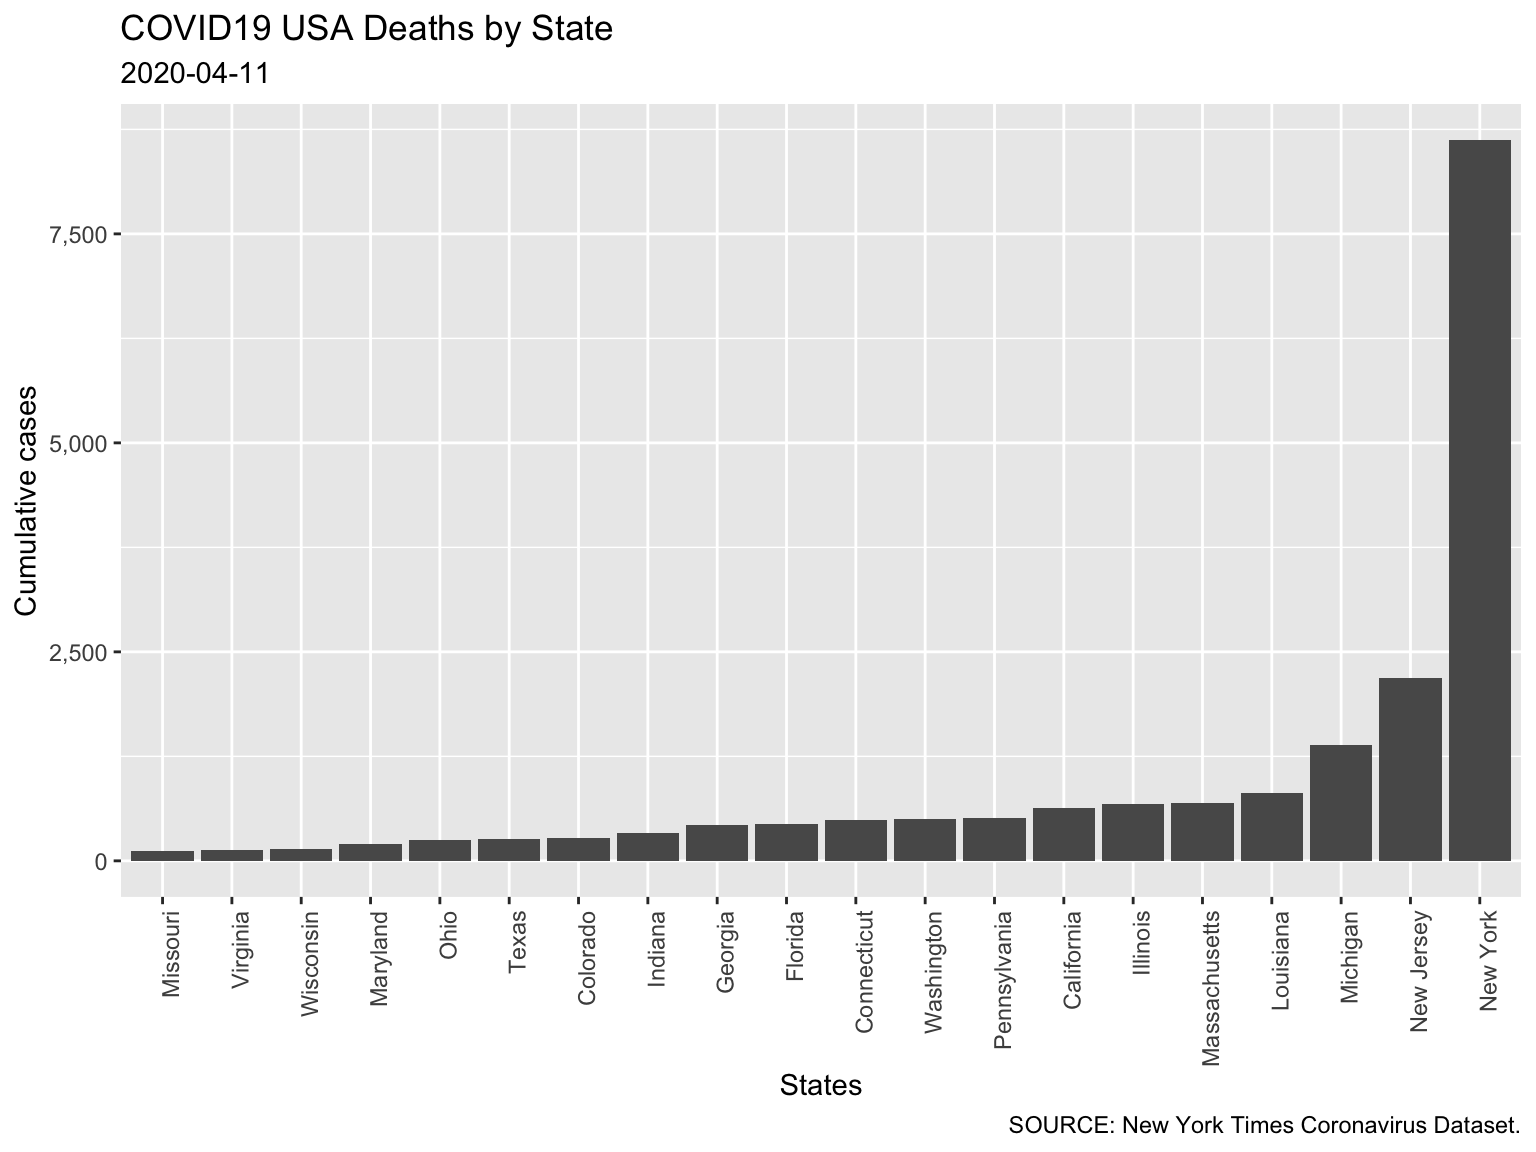 COVID19 USA Deaths by State
2020-04-11
Cumulative cases
7,500
5,000
2,500
0
Missouri
Virginia
Wisconsin
Maryland
Ohio
Texas
Colorado
Indiana
Georgia
Florida
Connecticut
Washington
Pennsylvania
California
Illinois
Massachusetts
Louisiana
Michigan
New Jersey
New York
States
SOURCE: New York Times Coronavirus Dataset.